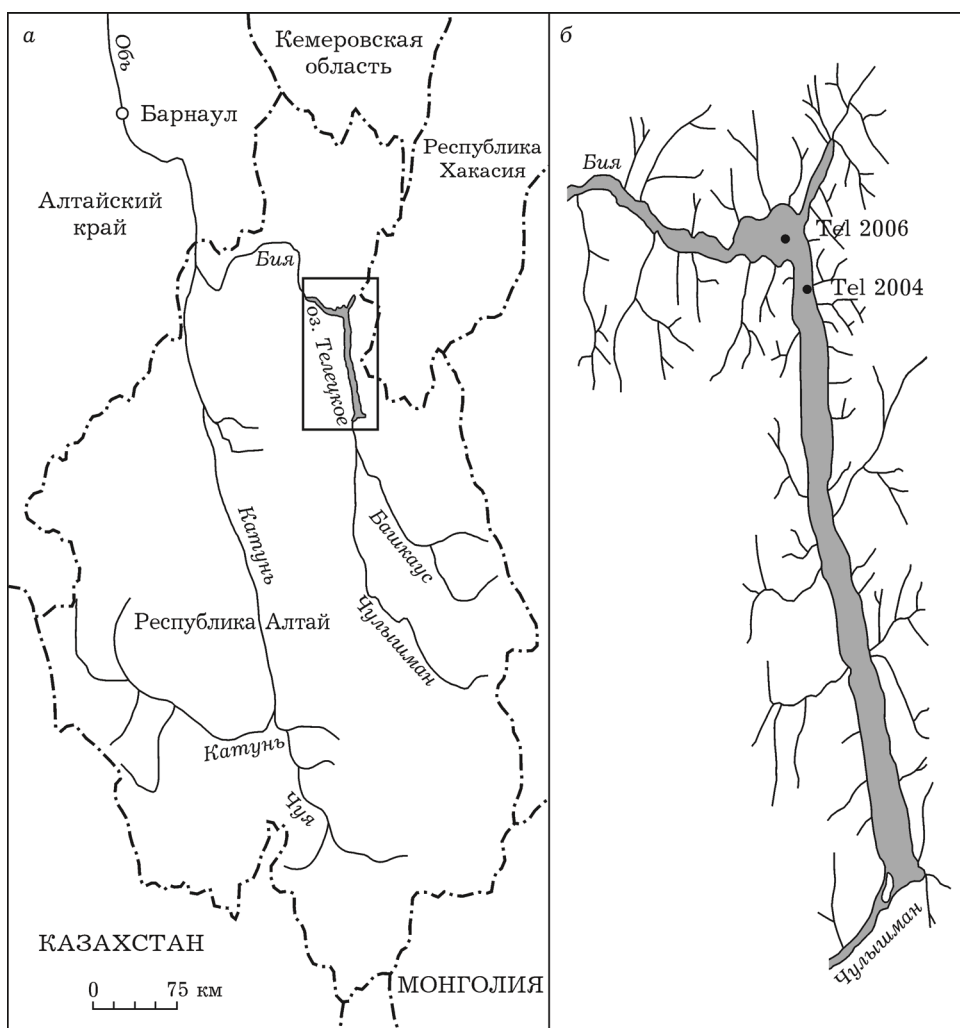 а
Обь
Кемеровская
область
Барнаул
Республика
Хакасия
Алтайский
край
Бия
оз. Телецкое
Катунь
Башкаус
Чулышман
Республика Алтай
Катунь
Чуя
КАЗАХСТАН
МОНГОЛИЯ
0 75 км
б
Бия
Tel 2006
Tel 2004
Чулышман